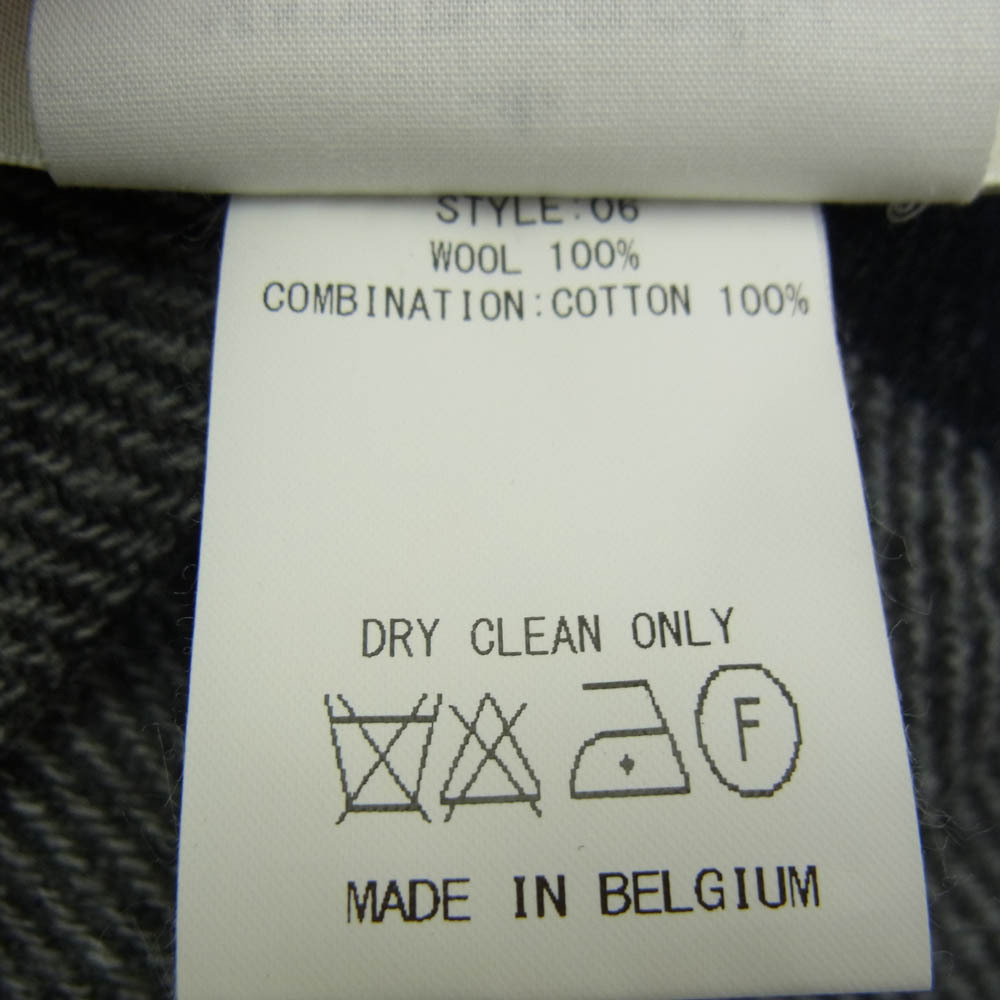 STYLE:06
WOOL 100%
COMBINATION:COTTON 100%
DRY CLEAN ONLY
F
MADE IN BELGIUM